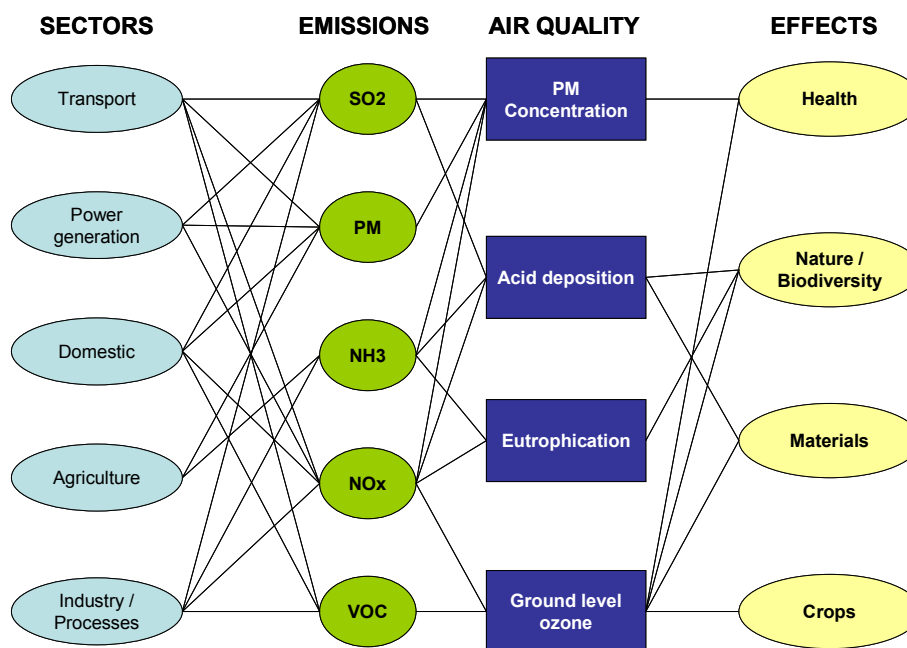 SECTORS EMISSIONS AIR QUALITY EFFECTS
Transport
Power
generation
Domestic
Agriculture
Industry /
Processes
SO2
PM
NH3
NOx
VOC
PM
Concentration
Acid deposition
Eutrophication
Ground level
ozone
Health
Nature /
Biodiversity
Materials
Crops